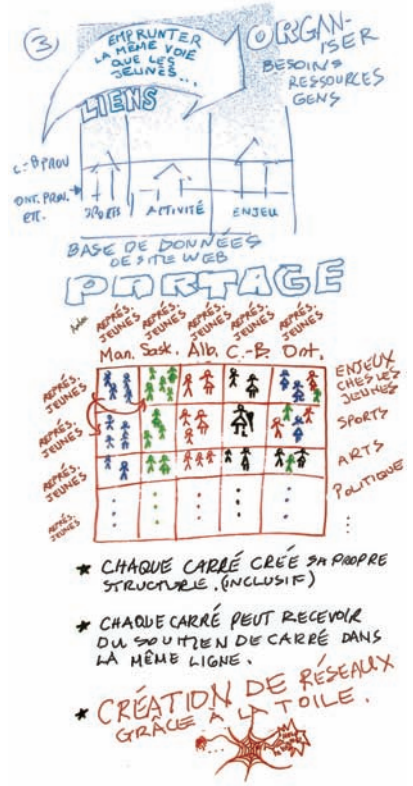 3
EMPRUNTER
LA MÊME VOIE
QUE LES
JEUNES...
ORGAN-
ISER
BESOINS
RESSOURCES
GENS
LIENS
C.-B PROU
ONT. PROU.
ETC.
SPORTS
ACTIVITÉ
ENJEU
BASE DE DONNÉES
DE SITE WEB
PARTAGE
REPRÉS.
JEUNES
REPRÉS.
JEUNES
REPRÉS.
JEUNES
REPRÉS.
JEUNES
REPRÉS.
JEUNES
Man. Sask. Alb. C.-B. Ont.
REPRÉS.
JEUNES
REPRÉS.
JEUNES
REPRÉS.
JEUNES
REPRÉS.
JEUNES
ENJEUX
CHES LES
JEUNES
SPORTS
ARTS
POLITIQUE
* CHAQUE CARRÉ CRÉE SA PROPRE
STRUCTURE. (INCLUSIF)
* CHAQUE CARRÉ PEUT RECEVOIR
DU SOUTIEN DE CARRÉ DANS
LA MÊME LIGNE.
* CRÉATION DE RÉSEAUX
GRÂCE À LA TOILE.